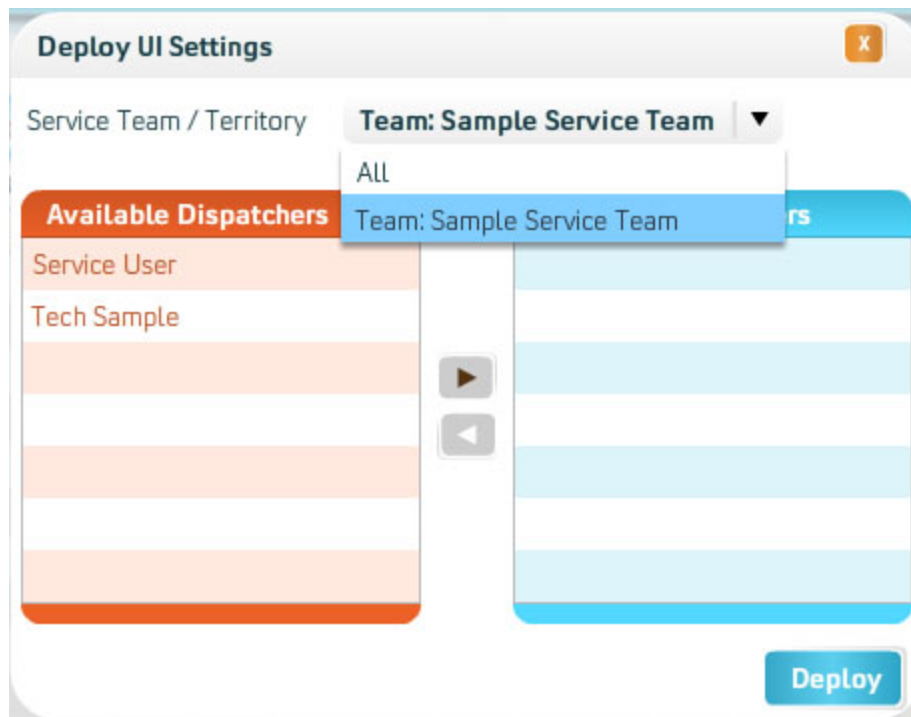 Deploy UI Settings
X
Service Team / Territory
Team: Sample Service Team
All
Team: Sample Service Team
Available Dispatchers
Service User
Tech Sample
Deploy